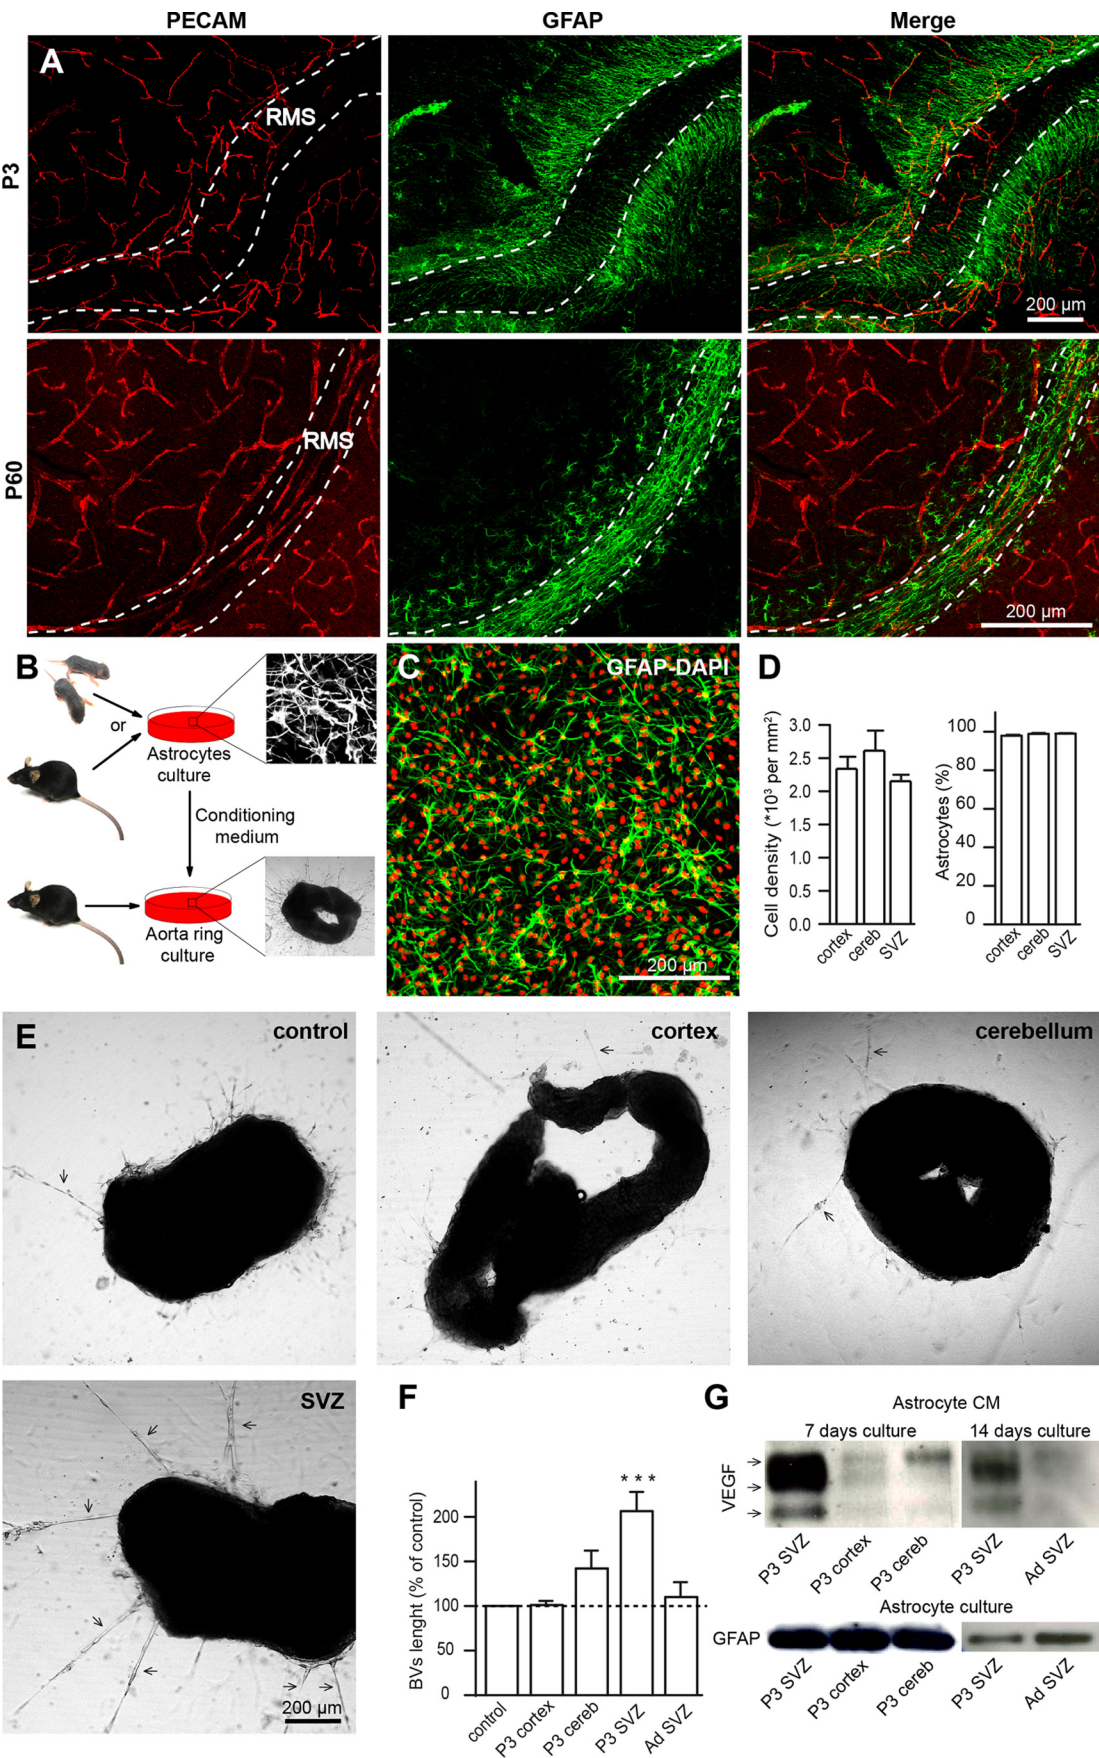 PECAM GFAP Merge
A
P3
RMS
200 µm
P60
RMS
200 µm
B
or
Astrocytes
culture
Conditioning
medium
Aorta ring
culture
C
GFAP-DAPI
200 µm
D
Cell density (*10³ per mm²)
3.0
2.5
2.0
1.5
1.0
0.5
0.0
cortex
cereb
SVZ
Astrocytes (%)
100
80
60
40
20
0
cortex
cereb
SVZ
E
control
cortex
cerebellum
SVZ
200 µm
F
BVs lenght (% of control)
200
150
100
50
0
***
control
P3 cortex
P3 cereb
P3 SVZ
Ad SVZ
G
Astrocyte CM
7 days culture 14 days culture
VEGF
P3 SVZ
P3 cortex
P3 cereb
P3 SVZ
Ad SVZ
Astrocyte culture
GFAP
P3 SVZ
P3 cortex
P3 cereb
P3 SVZ
Ad SVZ